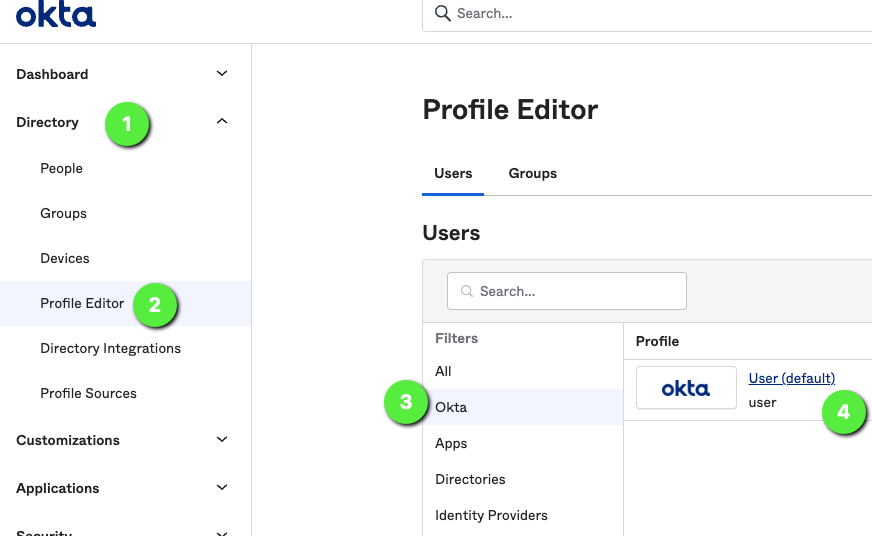 okta
Search...
Dashboard
Directory 1
People
Groups
Devices
Profile Editor 2
Directory Integrations
Profile Sources
Customizations
Applications
Security
Profile Editor
Users Groups
Users
Search...
Filters
All
3 Okta
Apps
Directories
Identity Providers
Profile
okta
User (default)
user
4